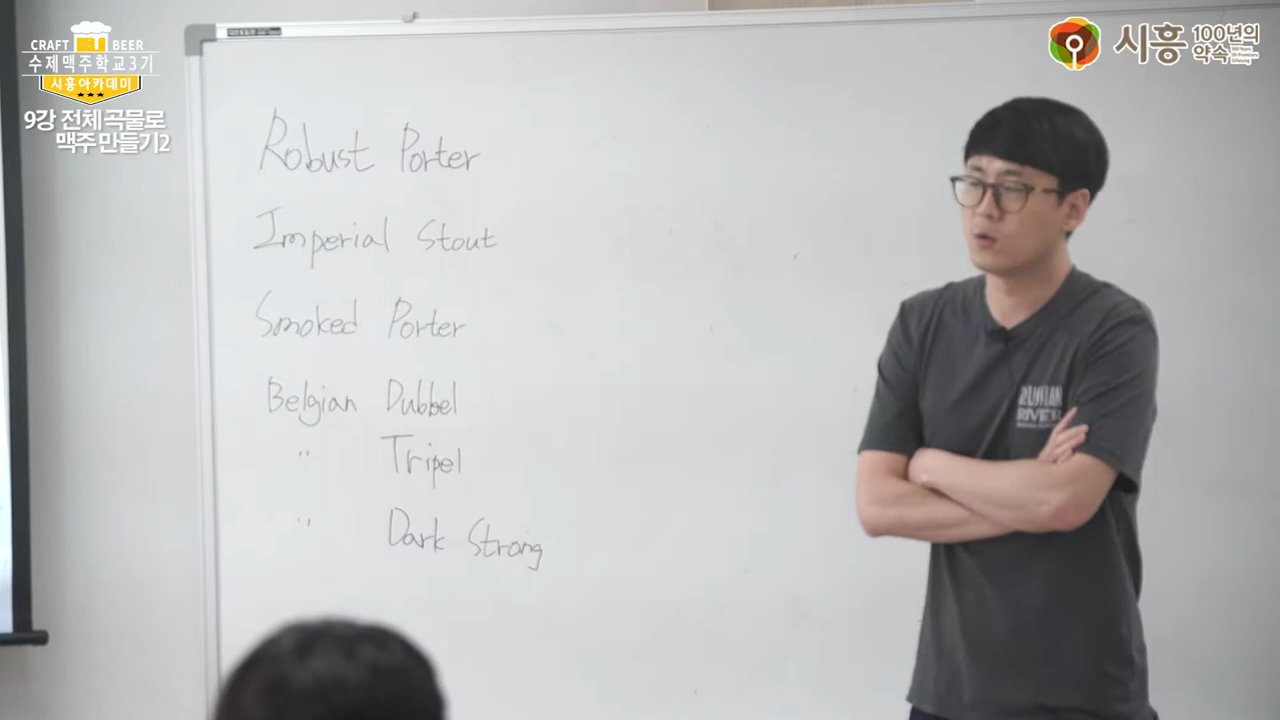 CRAFT BEER
수제맥주학교3기
시흥아카데미
9강 전체 곡물로
맥주 만들기2
시흥 100년의
약속
Robust Porter
Imperial Stout
Smoked Porter
Belgian Dubbel
" Tripel
" Dark Strong
RUSSIAN
RIVER